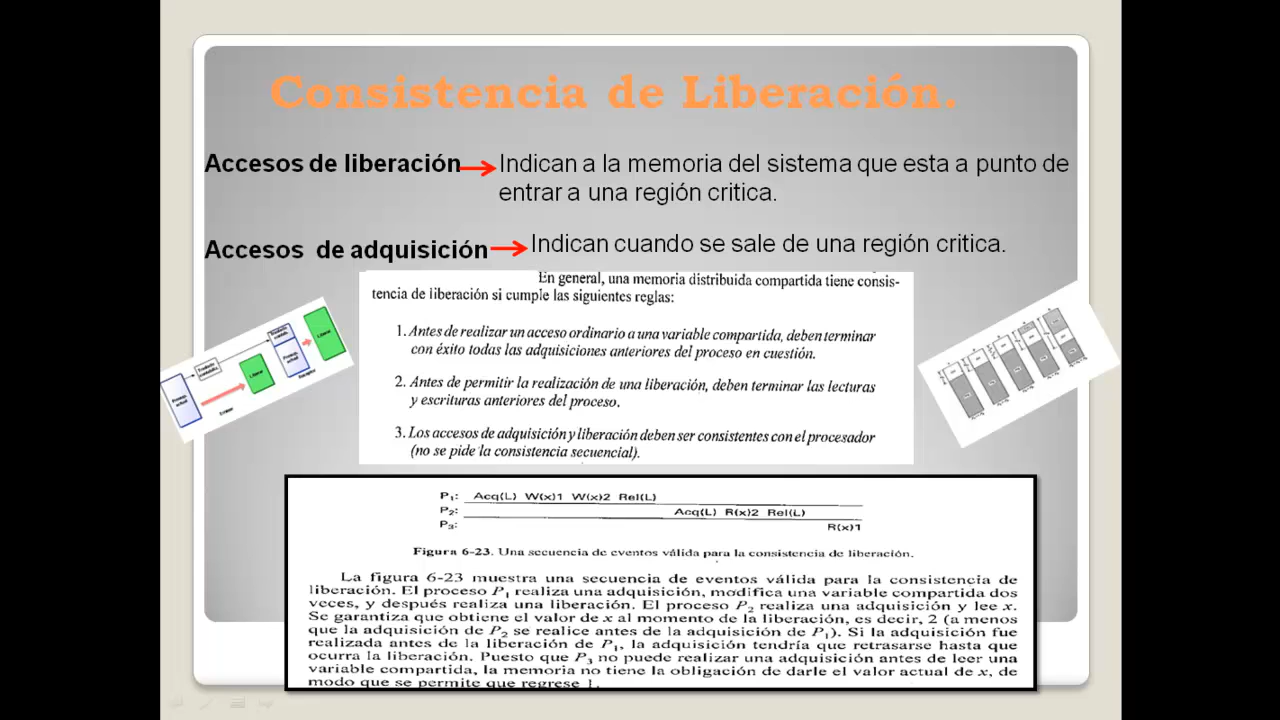 Consistencia de Liberación.
Accesos de liberación
Indican a la memoria del sistema que esta a punto de
entrar a una región critica.
Accesos de adquisición
Indican cuando se sale de una región critica.
En general, una memoria distribuida compartida tiene consis-
tencia de liberación si cumple las siguientes reglas:
1. Antes de realizar un acceso ordinario a una variable compartida, deben terminar
con éxito todas las adquisiciones anteriores del proceso en cuestión.
2. Antes de permitir la realización de una liberación, deben terminar las lecturas
y escrituras anteriores del proceso.
3. Los accesos de adquisición y liberación deben ser consistentes con el procesador
(no se pide la consistencia secuencial).
P1: Acq(L) W(x)1 W(x)2 Rel(L)
P2: Acq(L) R(x)2 Rel(L)
P3: R(x)1
Figura 6-23. Una secuencia de eventos válida para la consistencia de liberación.
La figura 6-23 muestra una secuencia de eventos válida para la consistencia de
liberación. El proceso P1 realiza una adquisición, modifica una variable compartida dos
veces, y después realiza una liberación. El proceso P2 realiza una adquisición y lee x.
Se garantiza que obtiene el valor de x al momento de la liberación, es decir, 2 (a menos
que la adquisición de P2 se realice antes de la adquisición de P1). Si la adquisición fue
realizada antes de la liberación de P1, la adquisición tendría que retrasarse hasta que
ocurra la liberación. Puesto que P3 no puede realizar una adquisición antes de leer una
variable compartida, la memoria no tiene la obligación de darle el valor actual de x, de
modo que se permite que regrese 1.